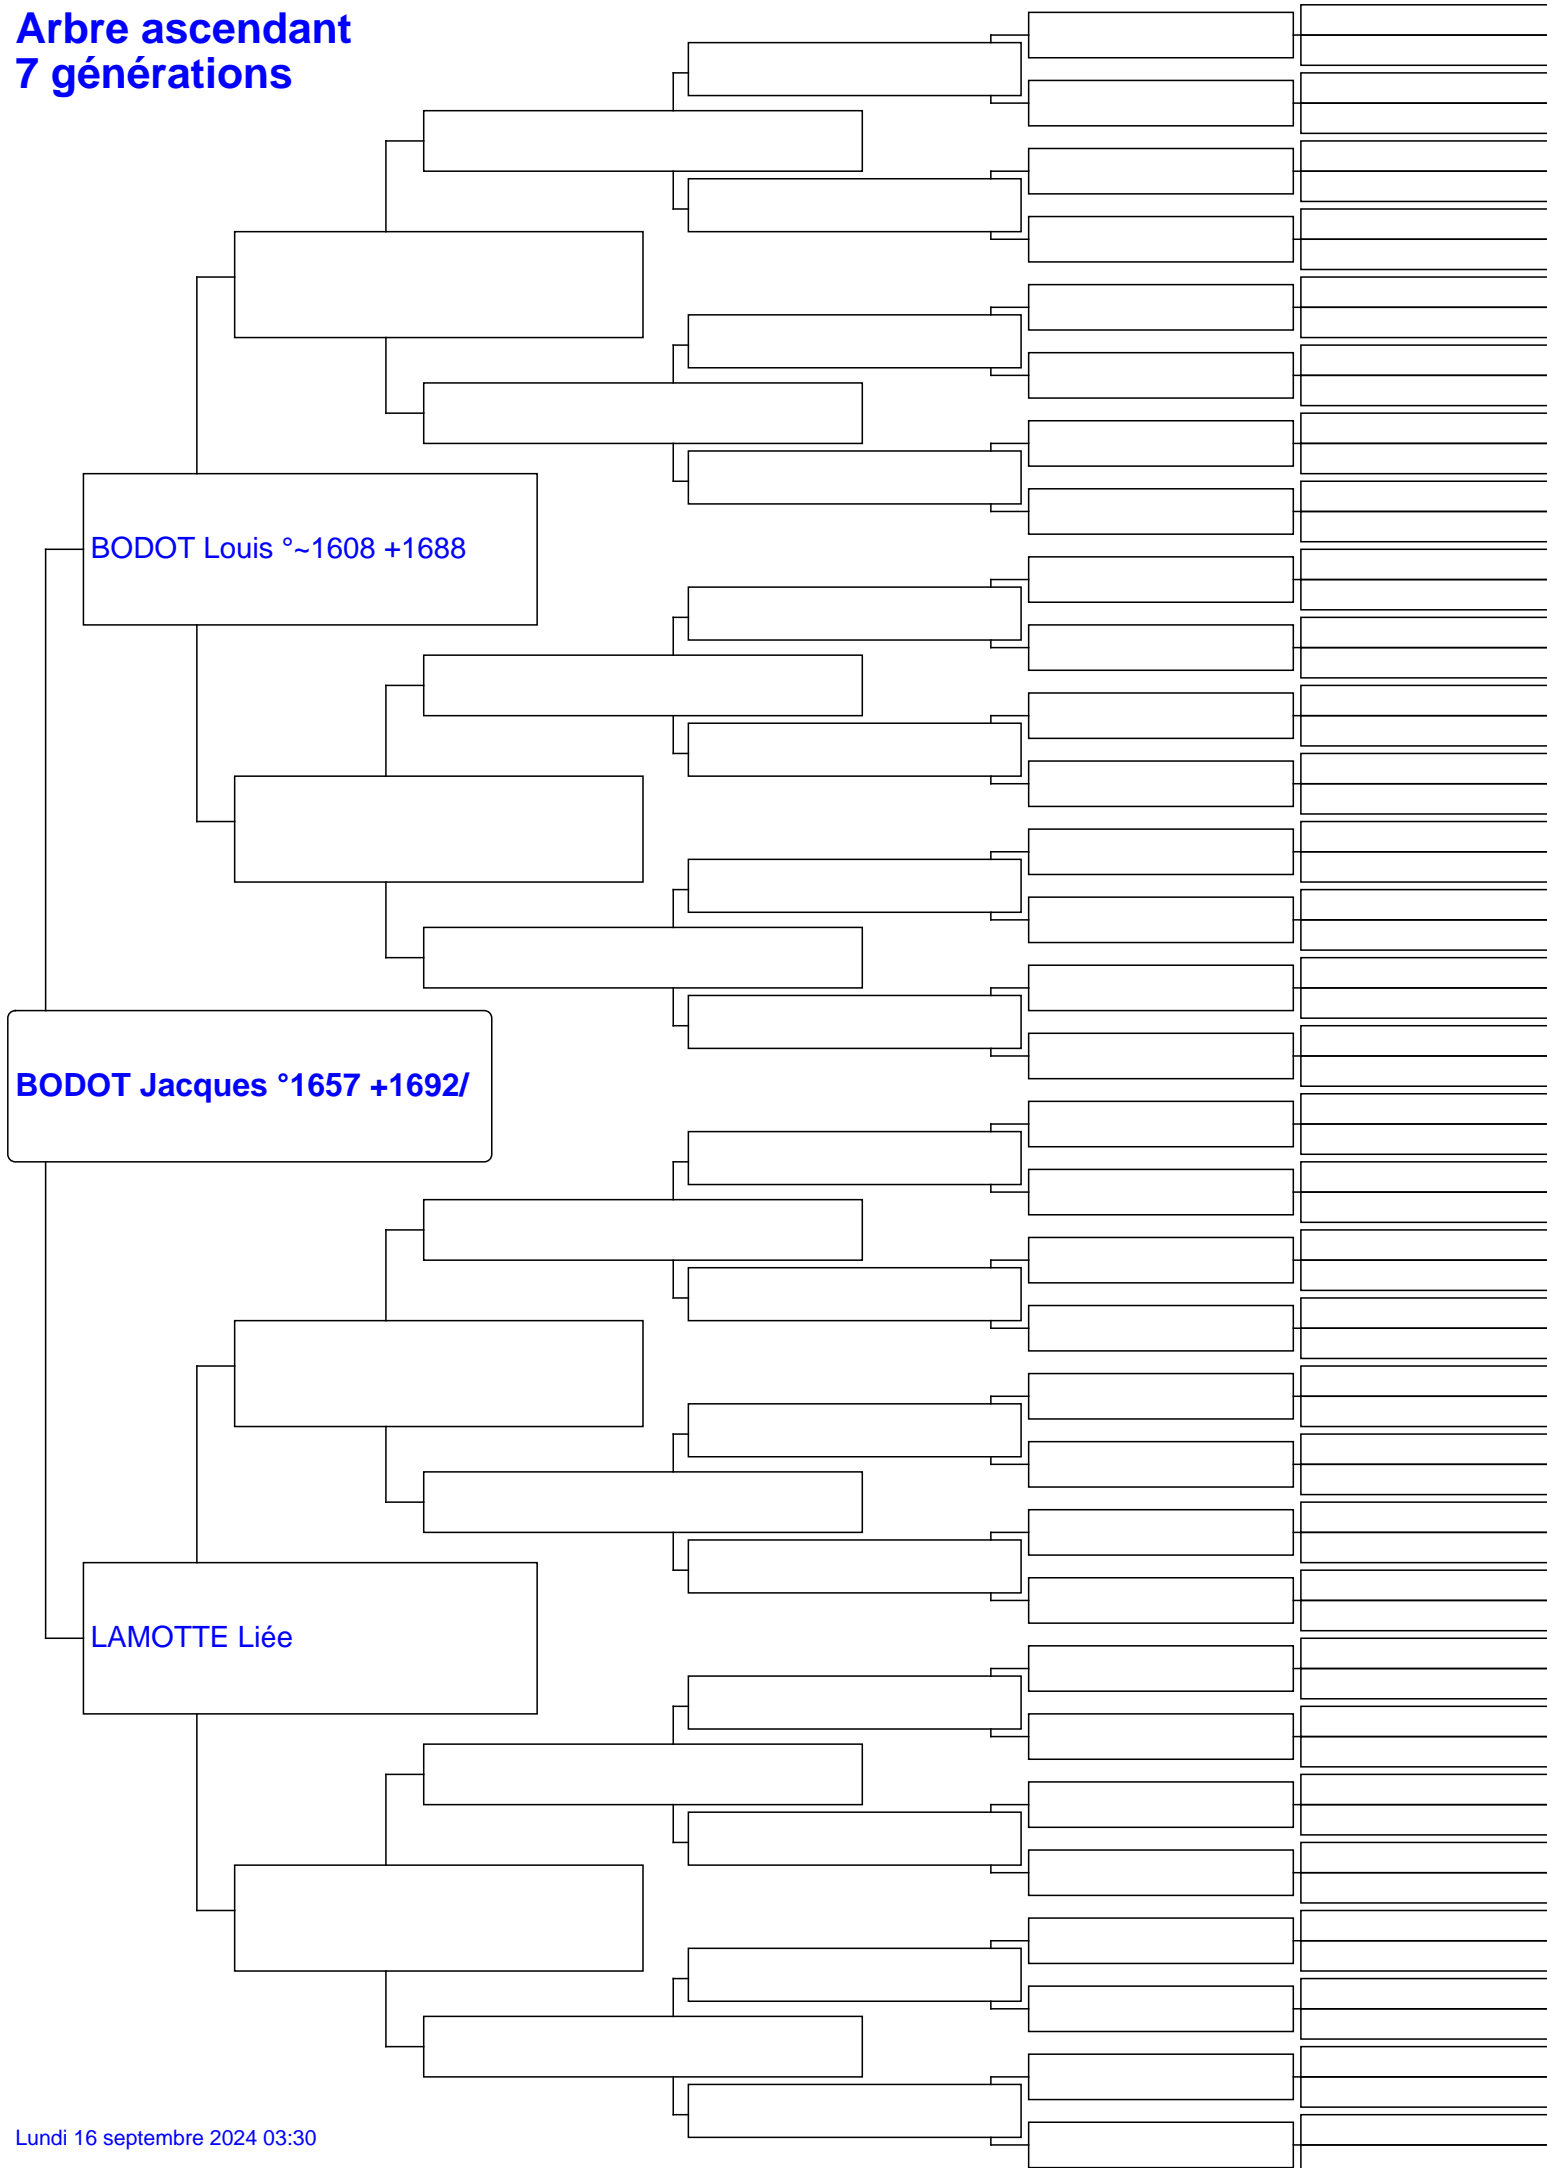 Arbre ascendant
7 générations
BODOT Louis °~1608 +1688
BODOT Jacques °1657 +1692/
LAMOTTE Liée
Lundi 16 septembre 2024 03:30